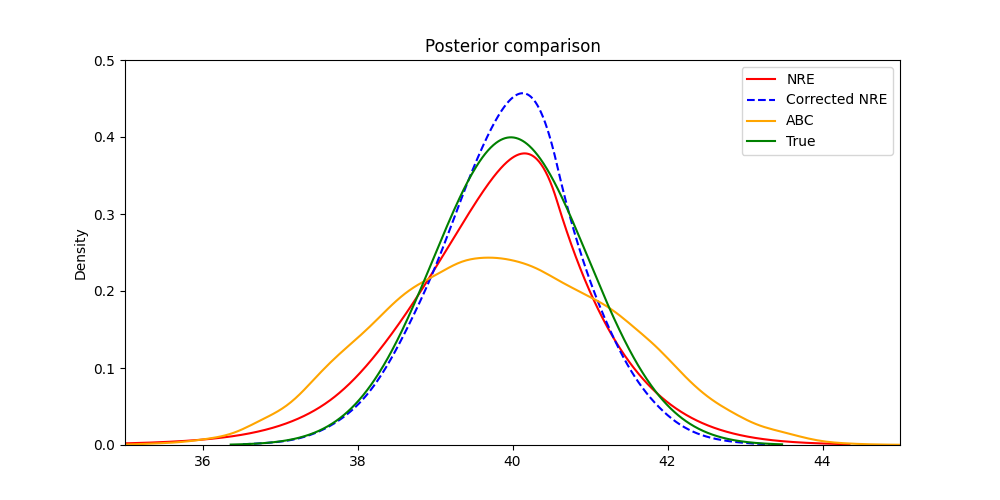 Posterior comparison
0.5
0.4
0.3
0.2
0.1
0.0
Density
NRE
Corrected NRE
ABC
True
36 38 40 42 44